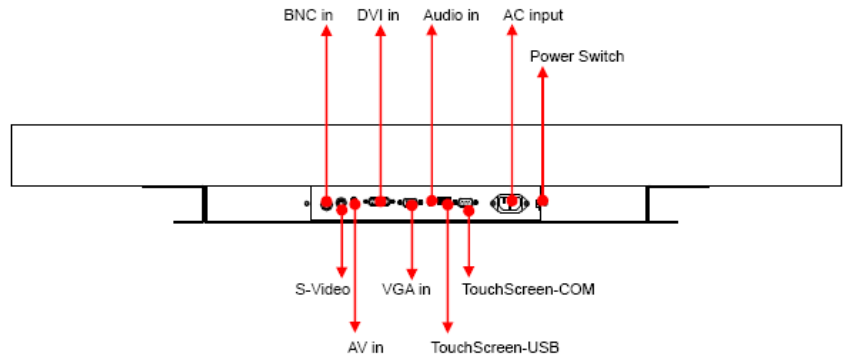 BNC in DVI in Audio in AC input
Power Switch
S-Video VGA in TouchScreen-COM
AV in TouchScreen-USB